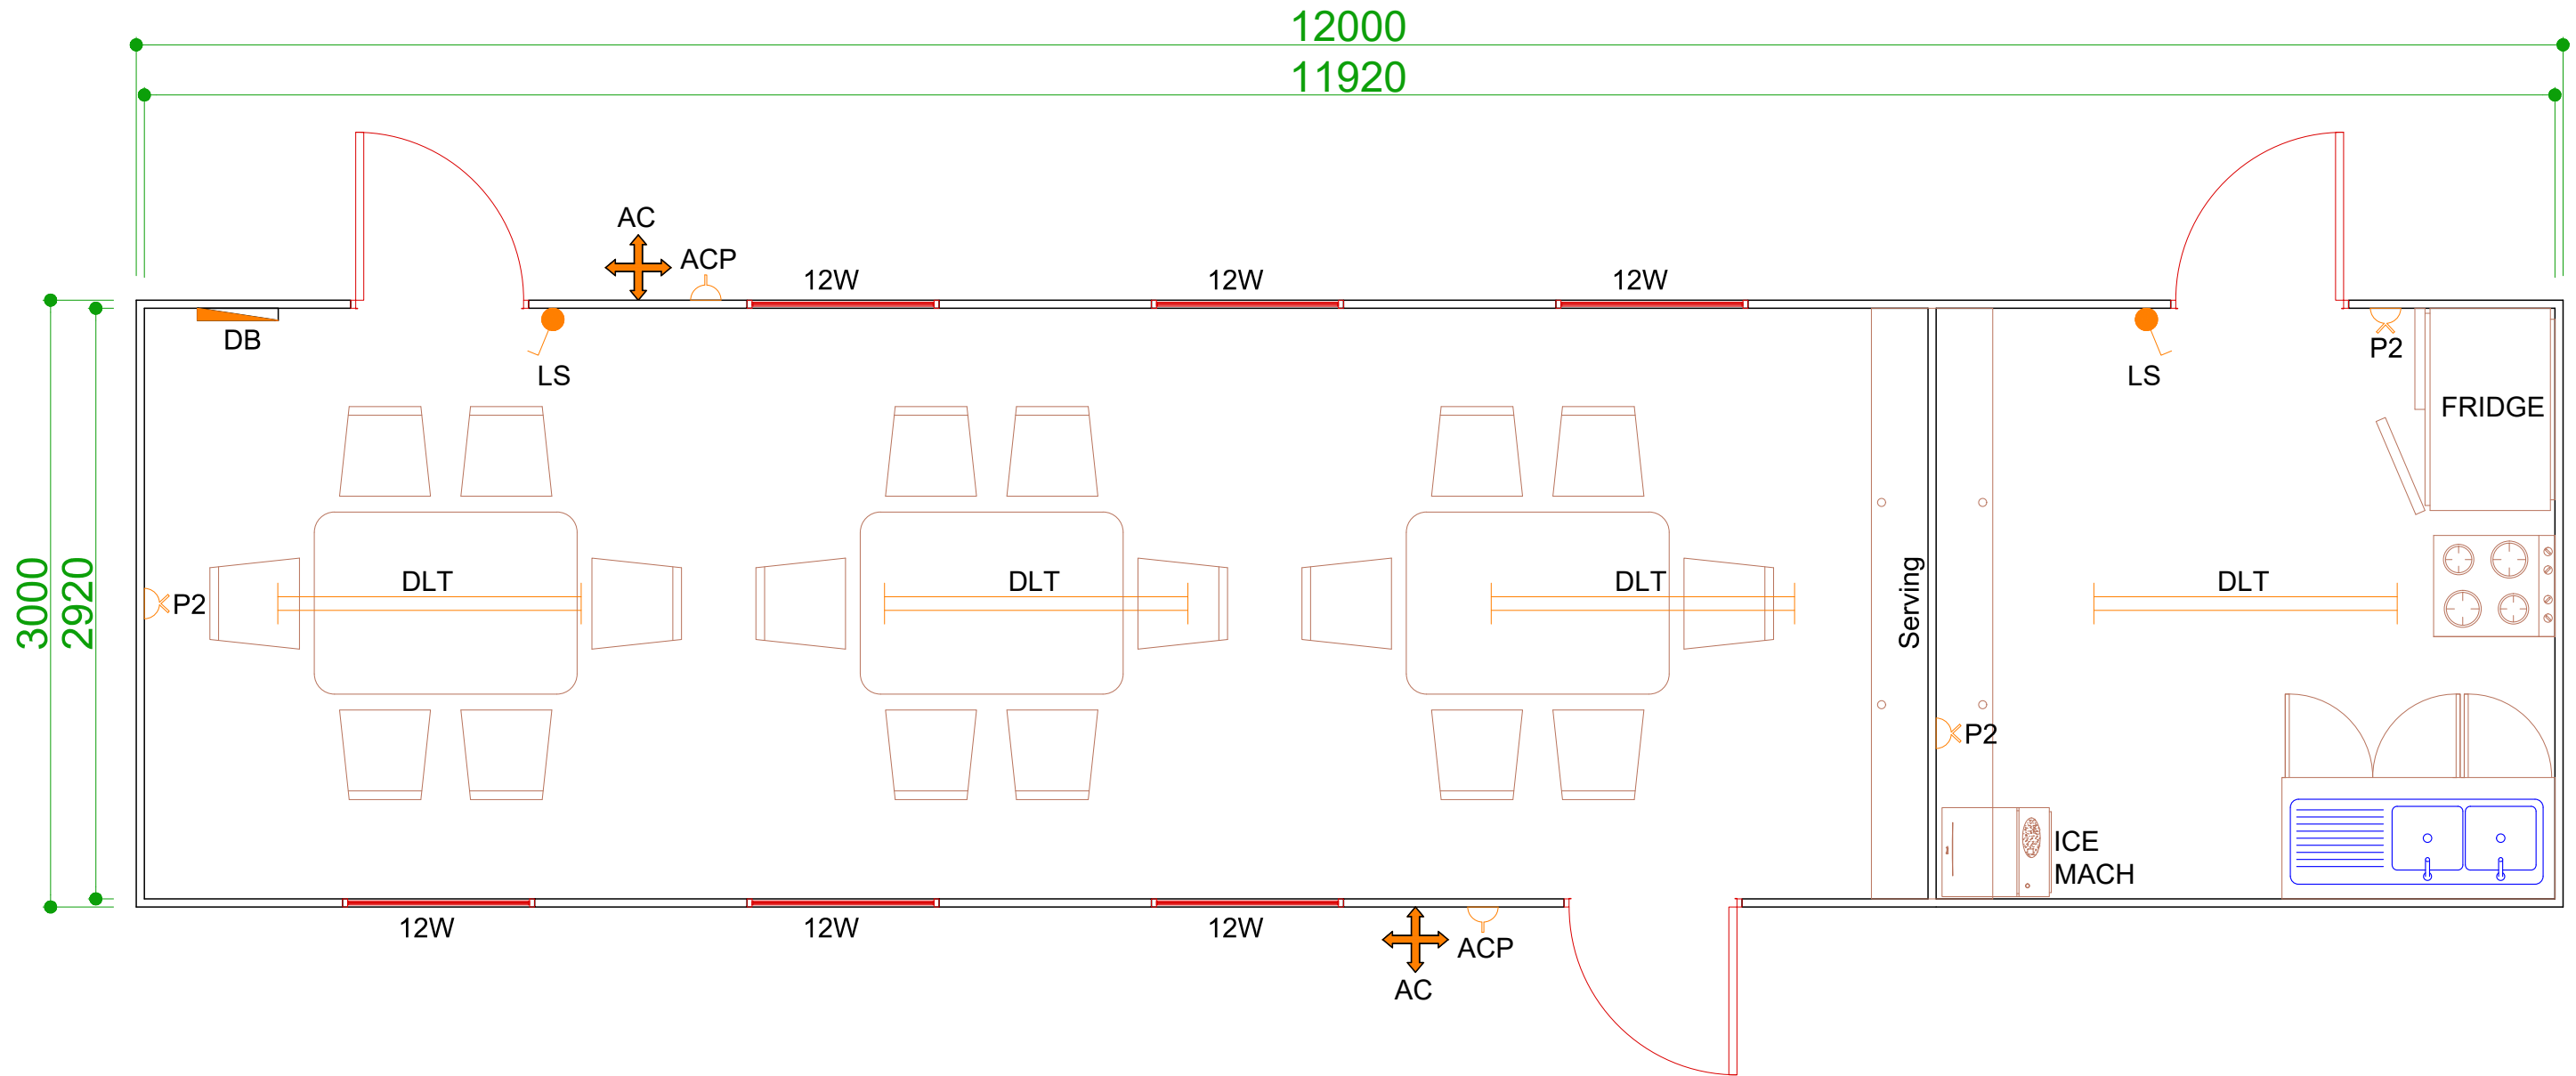 12000
11920
AC
ACP
12W
12W
12W
DB
LS
LS
P2
FRIDGE
3000
2920
P2
DLT
DLT
DLT
Serving
DLT
P2
ICE
MACH
12W
12W
12W
AC
ACP